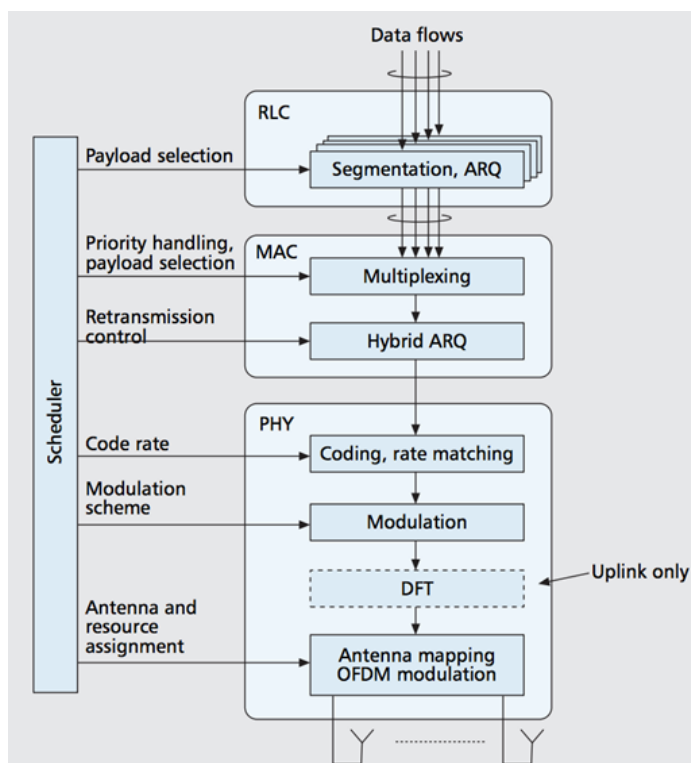 Data flows
RLC
Payload selection
Segmentation, ARQ
Priority handling,
payload selection
MAC
Multiplexing
Retransmission
control
Hybrid ARQ
Scheduler
PHY
Code rate
Coding, rate matching
Modulation
scheme
Modulation
Uplink only
DFT
Antenna and
resource
assignment
Antenna mapping
OFDM modulation